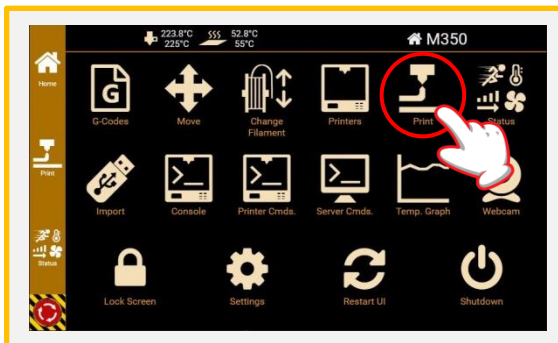 223.8°C 52.8°C
225°C 55°C
M350
Home
G
G-Codes Move Change Filament Printers Print Status
Print
Import Console Printer Cmds. Server Cmds. Temp. Graph Webcam
Status
Lock Screen Settings Restart UI Shutdown